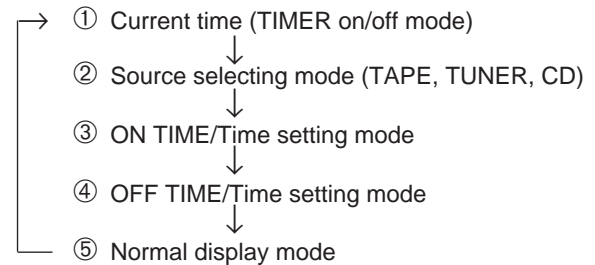 ① Current time (TIMER on/off mode)
② Source selecting mode (TAPE, TUNER, CD)
③ ON TIME/Time setting mode
④ OFF TIME/Time setting mode
⑤ Normal display mode